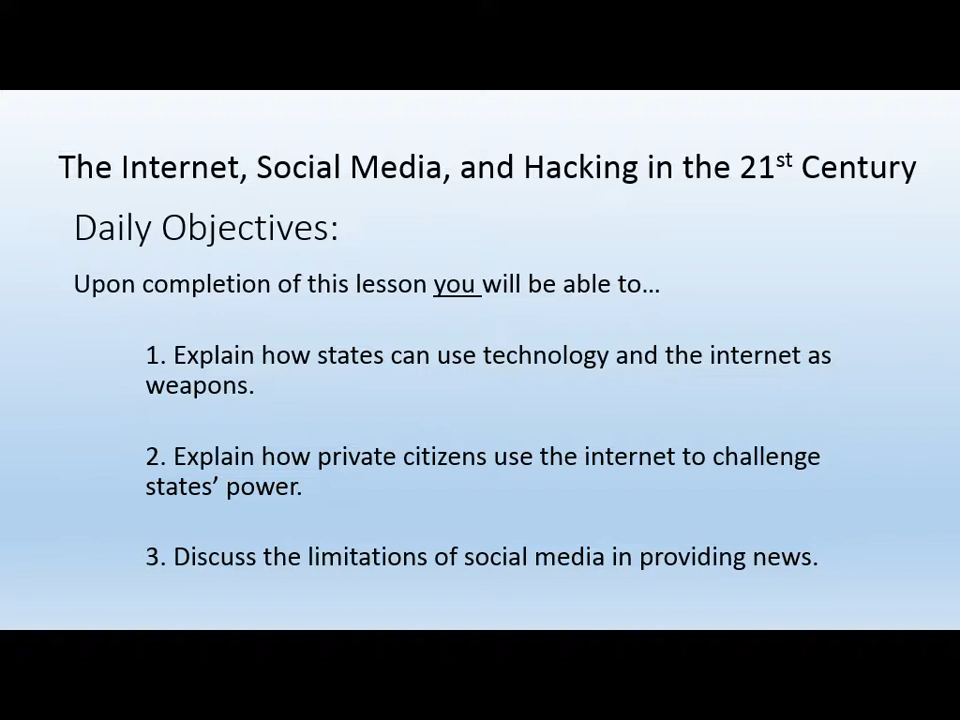 The Internet, Social Media, and Hacking in the 21st Century
Daily Objectives:
Upon completion of this lesson you will be able to…
1. Explain how states can use technology and the internet as
weapons.
2. Explain how private citizens use the internet to challenge
states’ power.
3. Discuss the limitations of social media in providing news.